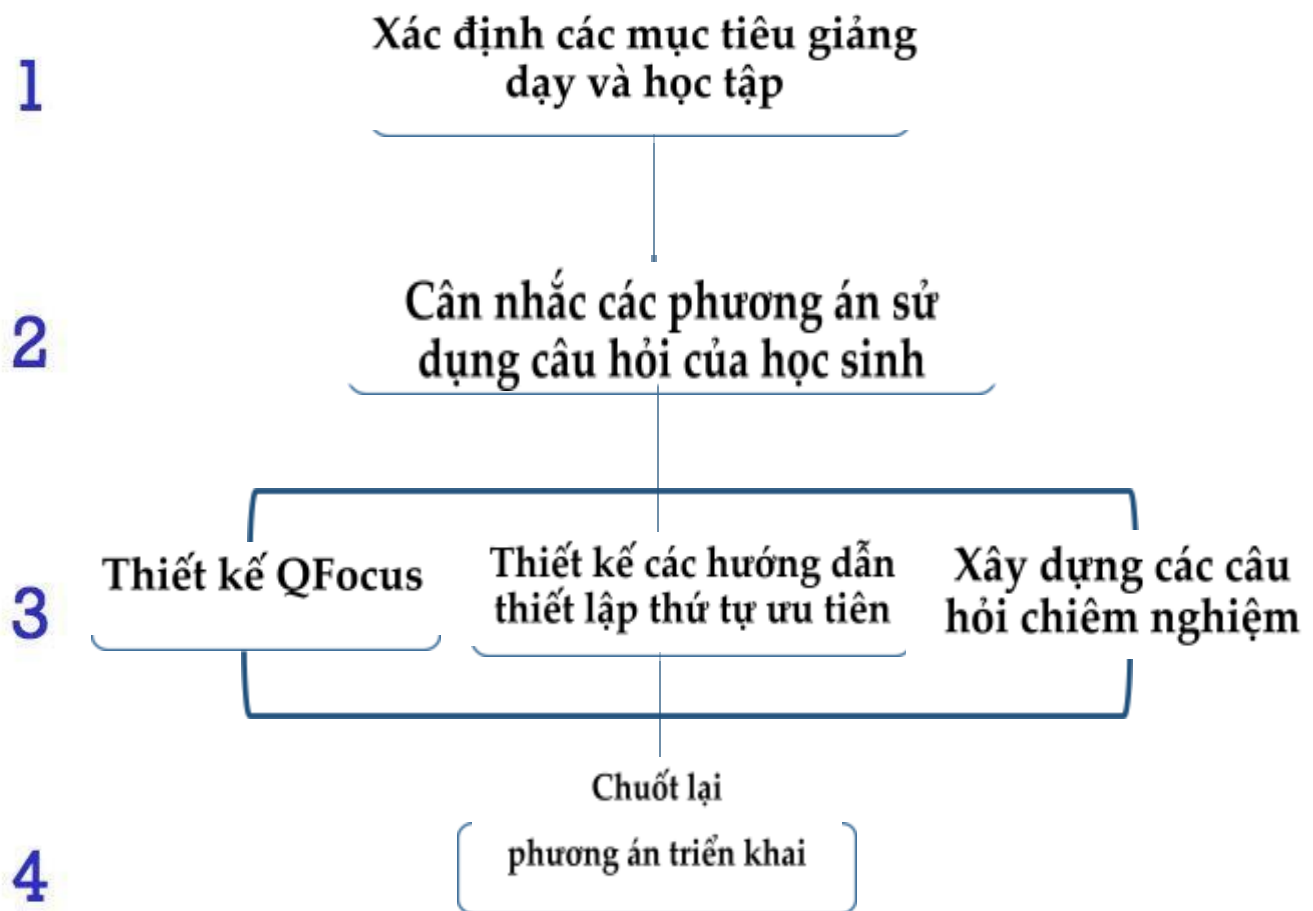 1
Xác định các mục tiêu giảng
dạy và học tập
2
Cân nhắc các phương án sử
dụng câu hỏi của học sinh
3
Thiết kế QFocus
Thiết kế các hướng dẫn
thiết lập thứ tự ưu tiên
Xây dựng các câu
hỏi chiêm nghiệm
4
Chuốt lại
phương án triển khai